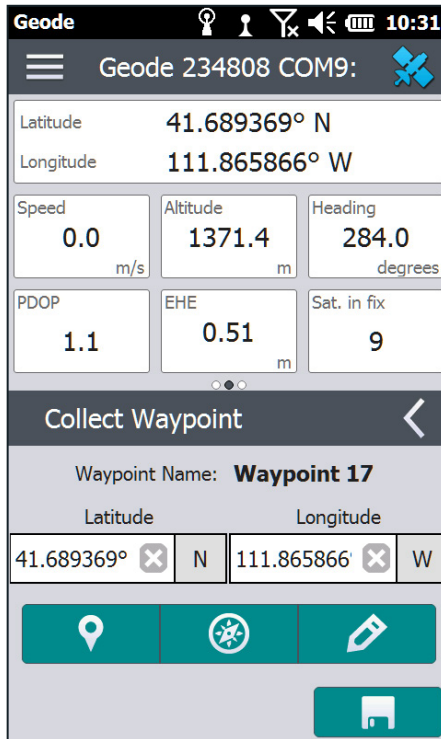 Geode 10:31
Geode 234808 COM9:
Latitude 41.689369° N
Longitude 111.865866° W
Speed Altitude Heading
0.0 1371.4 284.0
m/s m degrees
PDOP EHE Sat. in fix
1.1 0.51 9
m
Collect Waypoint
Waypoint Name: Waypoint 17
Latitude Longitude
41.689369° N 111.865866° W